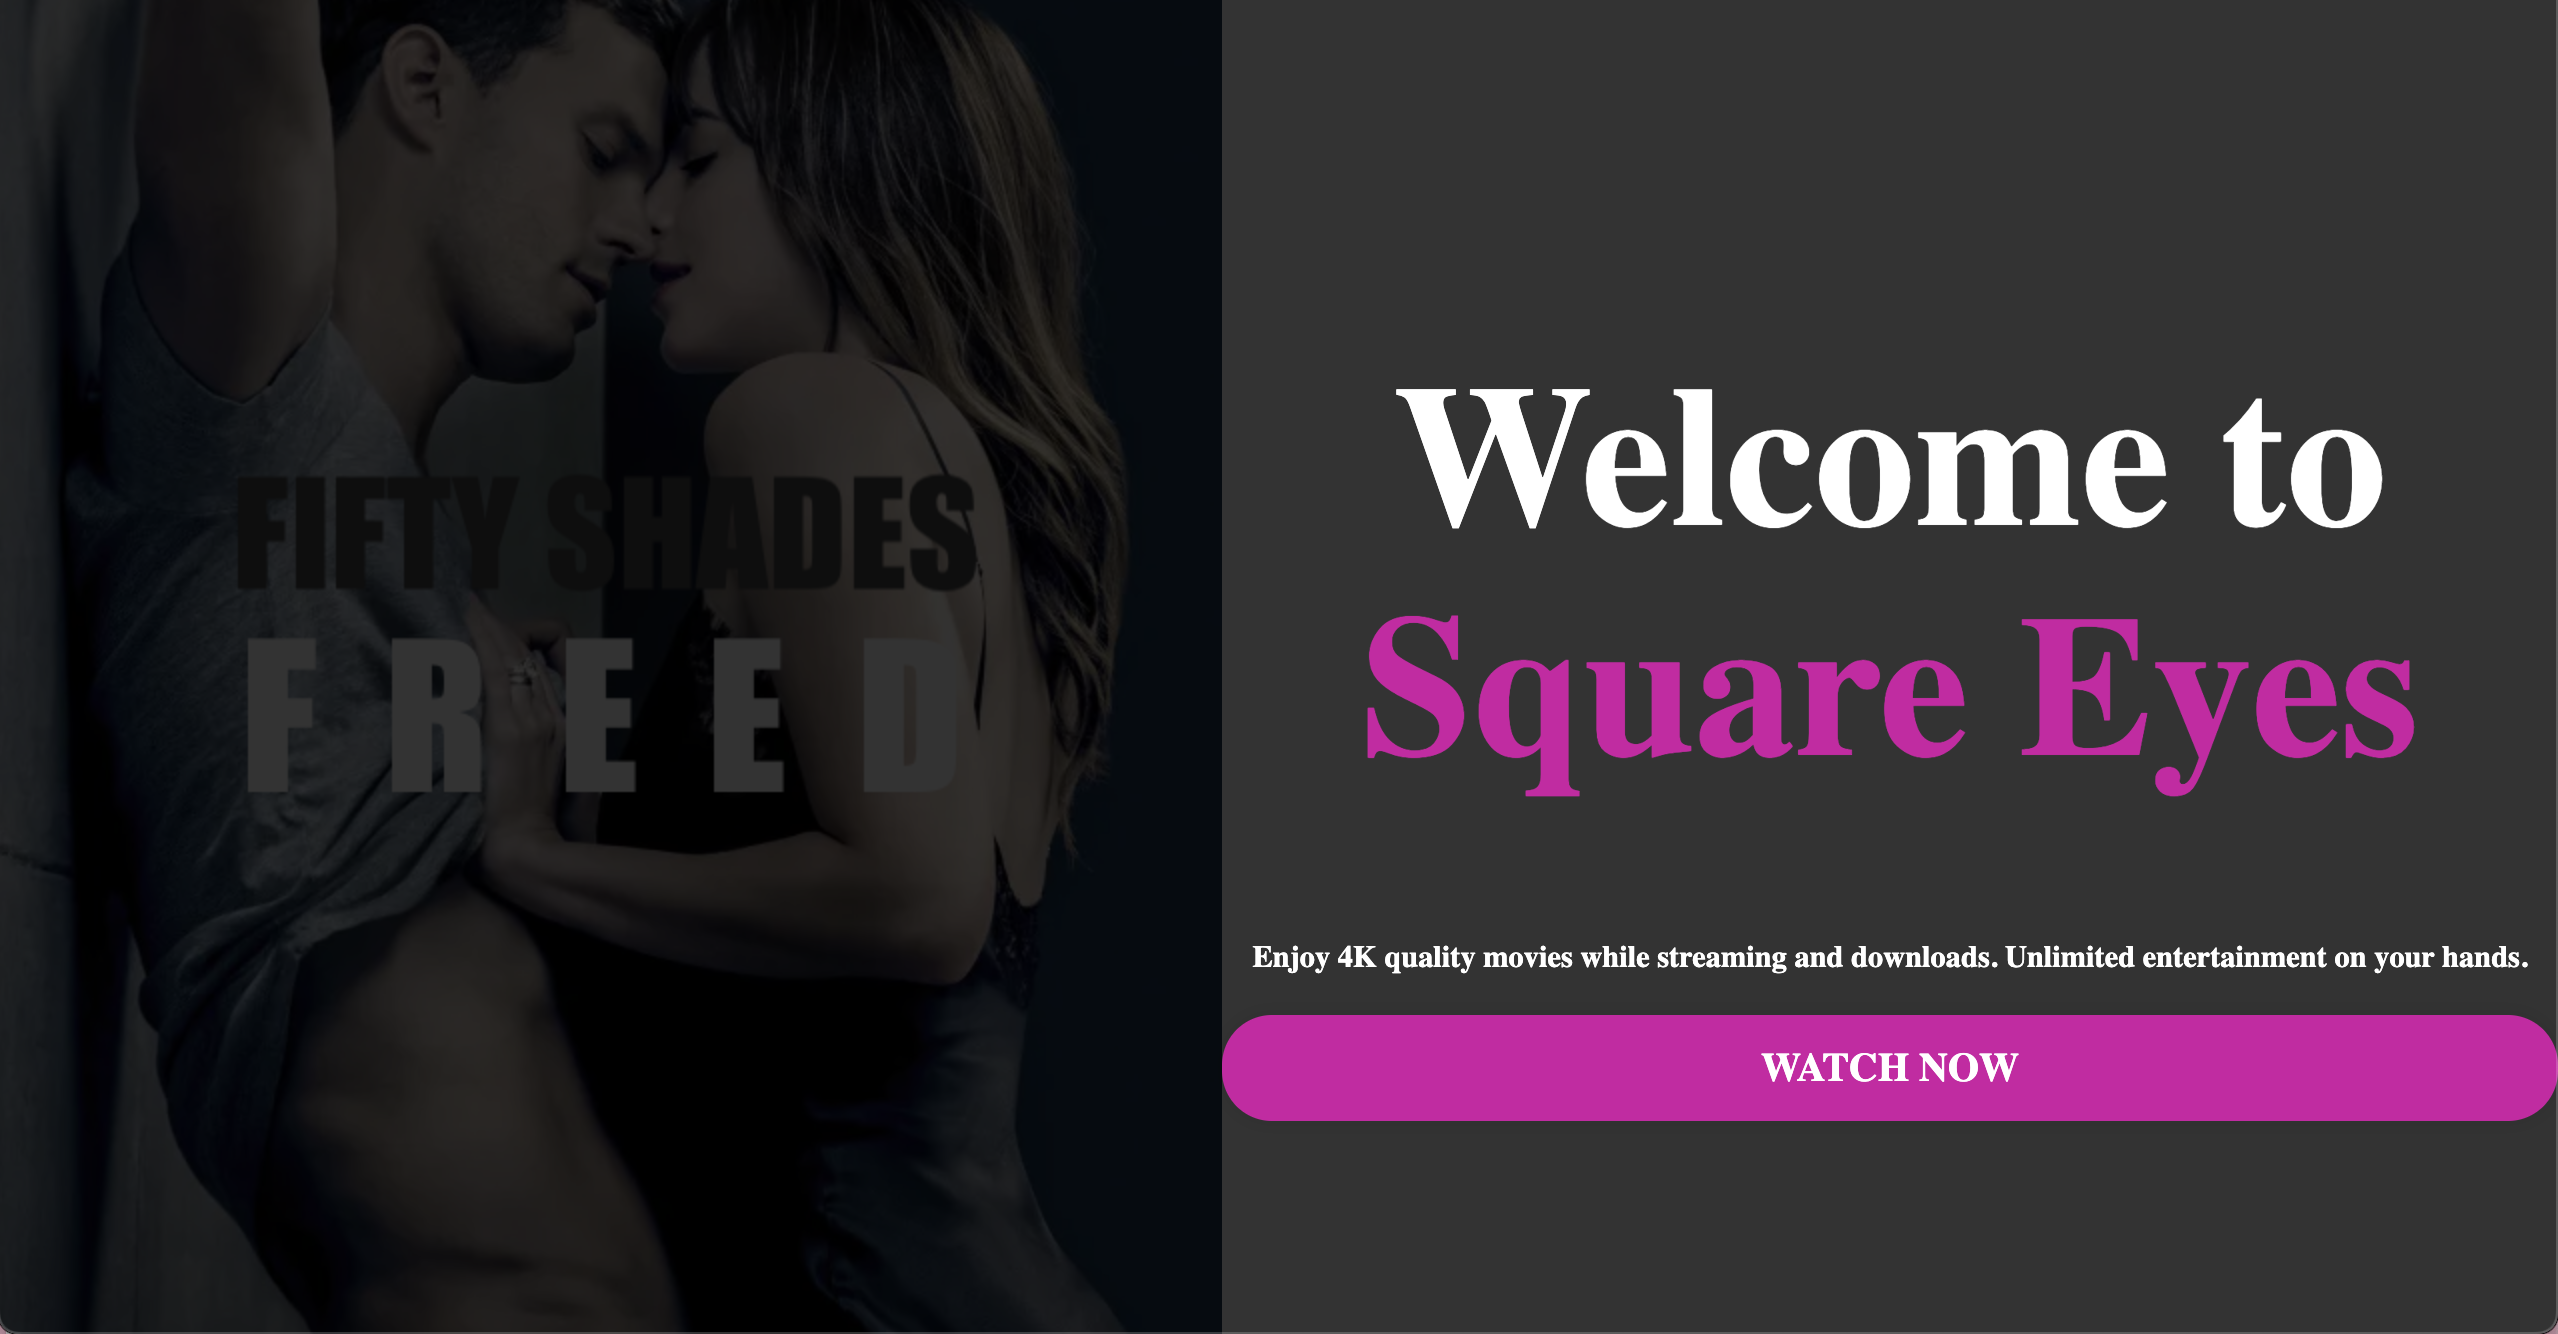 FIFTY SHADES
FREED
Welcome to
Square Eyes
Enjoy 4K quality movies while streaming and downloads. Unlimited entertainment on your hands.
WATCH NOW